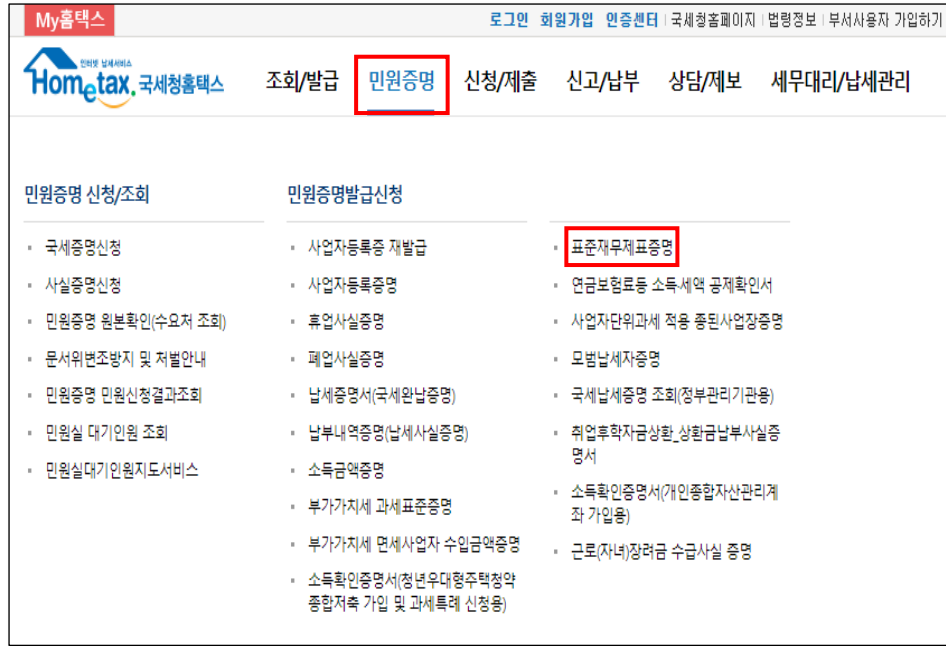 My홈택스
로그인 회원가입 인증센터 국세청홈페이지 법령정보 부서사용자 가입하기
인터넷 납세서비스
Hometax. 국세청홈택스
조회/발급 민원증명 신청/제출 신고/납부 상담/제보 세무대리/납세관리
민원증명 신청/조회
국세증명신청
사실증명신청
민원증명 원본확인(수요처 조회)
문서위변조방지 및 처벌안내
민원증명 민원신청결과조회
민원실 대기인원 조회
민원실대기인원지도서비스
민원증명발급신청
사업자등록증 재발급
사업자등록증명
휴업사실증명
폐업사실증명
납세증명서(국세완납증명)
납부내역증명(납세사실증명)
소득금액증명
부가가치세 과세표준증명
부가가치세 면세사업자 수입금액증명
소득확인증명서(청년우대형주택청약
종합저축 가입 및 과세특례 신청용)
표준재무제표증명
연금보험료등 소득·세액 공제확인서
사업자단위과세 적용 종된사업장증명
모범납세자증명
국세납세증명 조회(정부관리기관용)
취업후학자금상환_상환금납부사실증
명서
소득확인증명서(개인종합자산관리계
좌 가입용)
근로(자녀)장려금 수급사실 증명